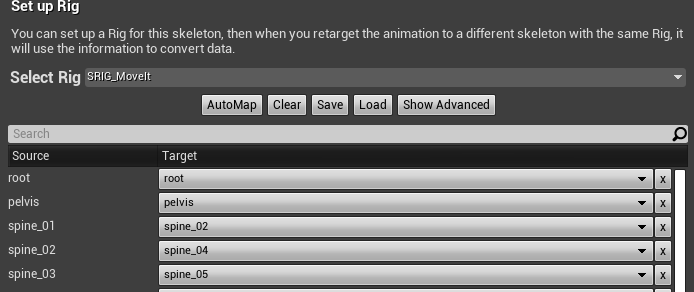 Set up Rig
You can set up a Rig for this skeleton, then when you retarget the animation to a different skeleton with the same Rig, it
will use the information to convert data.
Select Rig SRIG_MoveIt
AutoMap Clear Save Load Show Advanced
Search
Source Target
root root x
pelvis pelvis x
spine_01 spine_02 x
spine_02 spine_04 x
spine_03 spine_05 x